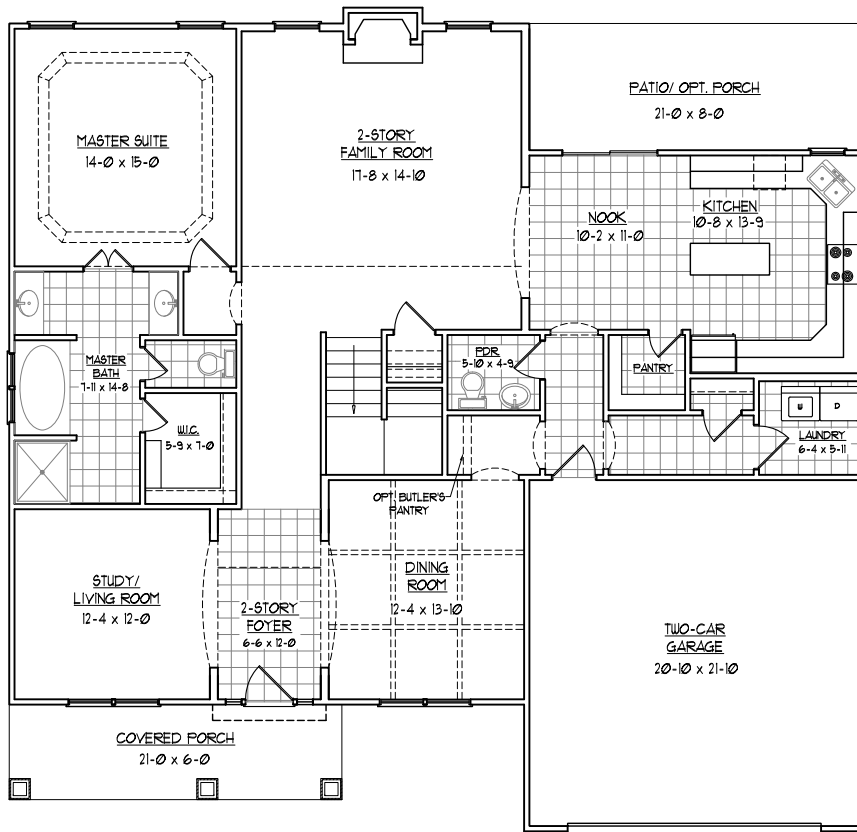 PATIO/ OPT. PORCH
21-0 x 8-0
MASTER SUITE
14-0 x 15-0
2-STORY
FAMILY ROOM
17-8 x 14-10
NOOK
10-2 x 11-0
KITCHEN
10-8 x 13-9
MASTER
BATH
7-11 x 14-8
PDR
5-10 x 4-9
PANTRY
W.I.C.
5-9 x 7-0
W
D
LAUNDRY
6-4 x 5-11
OPT. BUTLER'S
PANTRY
STUDY/
LIVING ROOM
12-4 x 12-0
2-STORY
FOYER
6-6 x 12-0
DINING
ROOM
12-4 x 13-10
TWO-CAR
GARAGE
20-10 x 21-10
COVERED PORCH
21-0 x 6-0